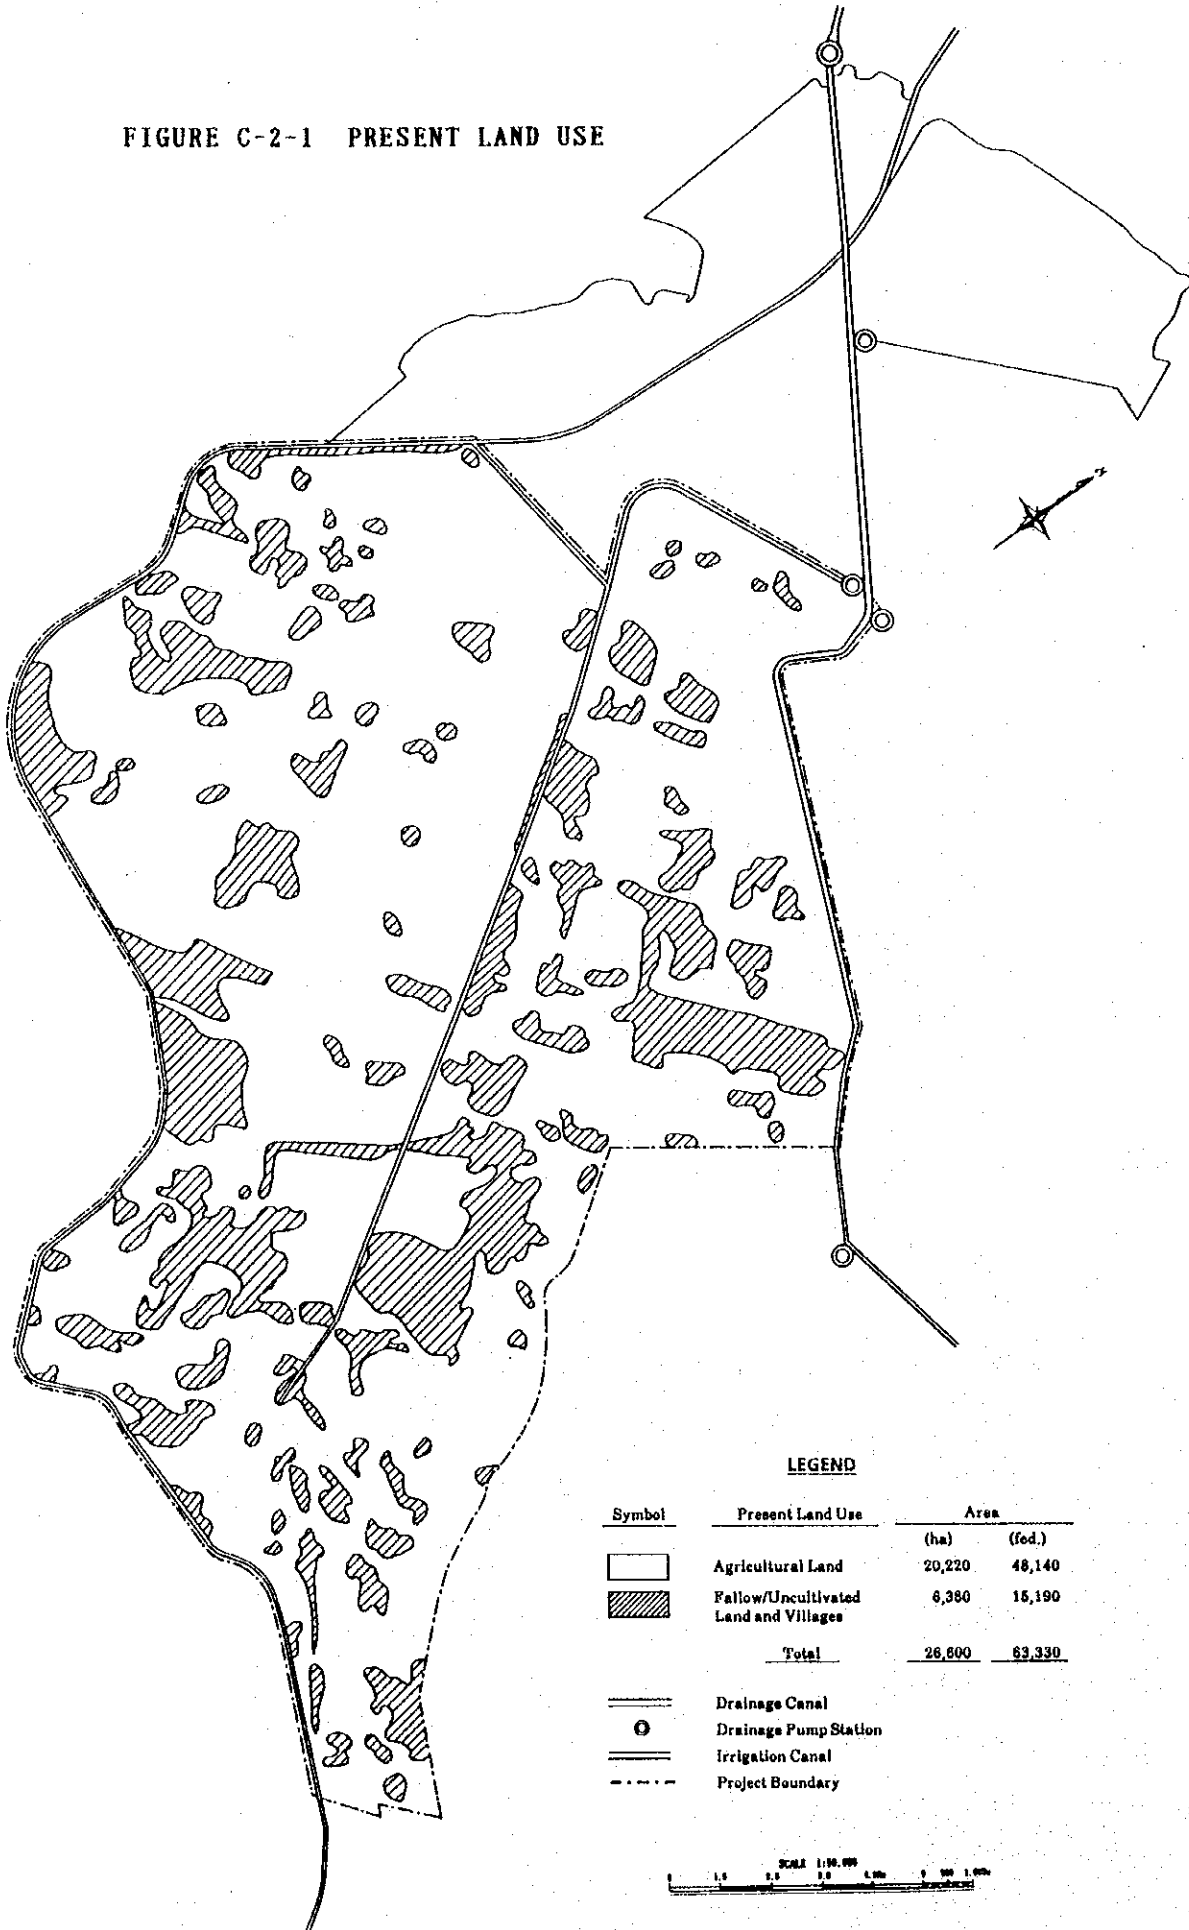 FIGURE C-2-1 PRESENT LAND USE
N
LEGEND
Symbol Present Land Use Area
(ha) (fed.)
Agricultural Land 20,220 48,140
Fallow/Uncultivated 6,380 15,190
Land and Villages
Total 26,600 63,330
Drainage Canal
Drainage Pump Station
Irrigation Canal
Project Boundary
SCALE
0